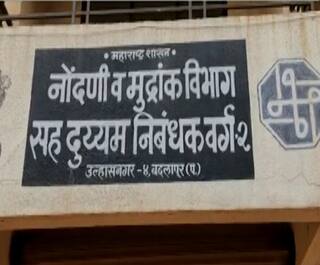 • महाराष्ट्र शासन •
नोंदणी व मुद्रांक विभाग
सह दुय्यम निबंधक वर्ग-२
उल्हासनगर -४, बदलापूर (प.)